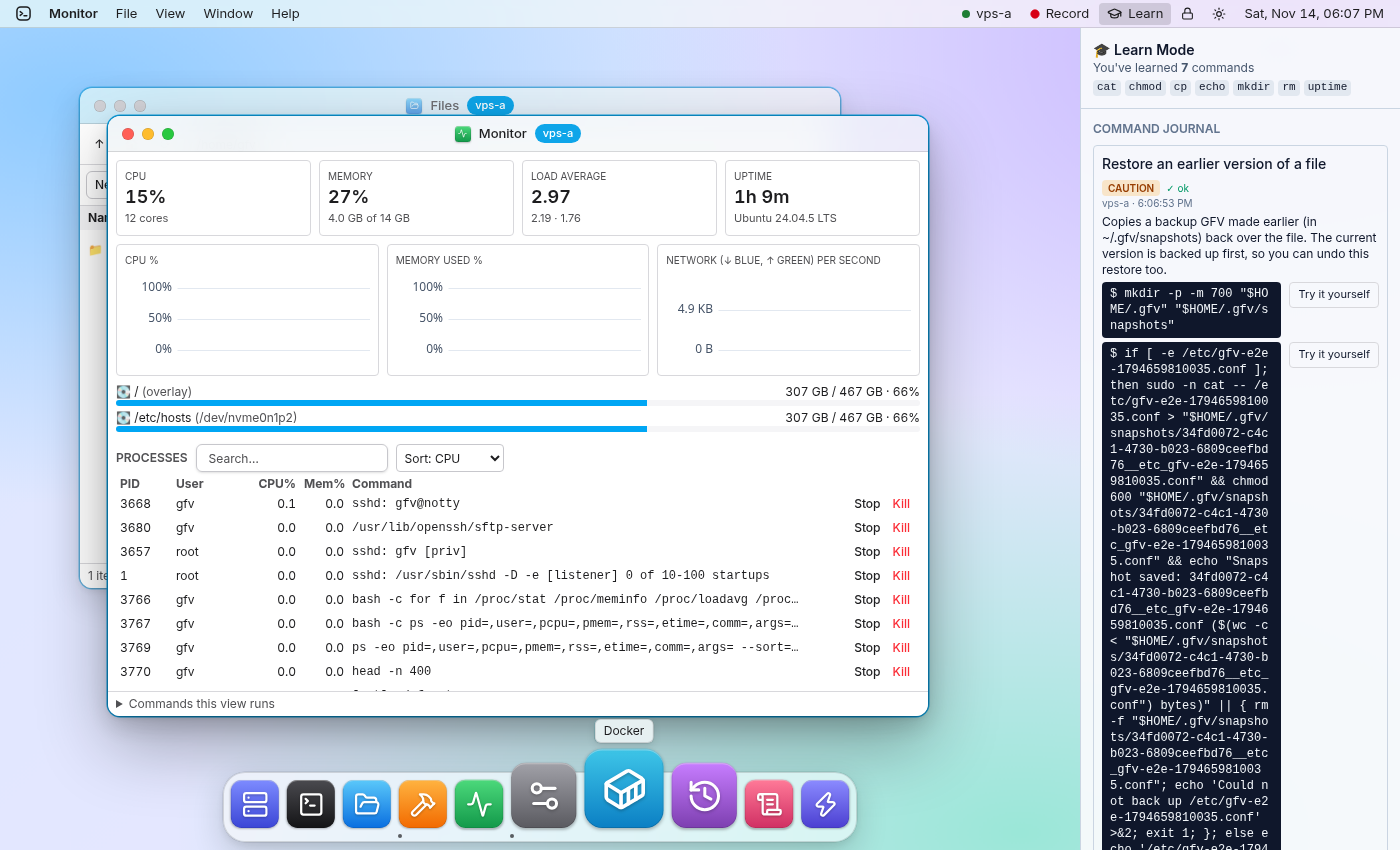 Monitor File View Window Help vps-a Record Learn Sat, Nov 14, 06:07 PM
Files vps-a
Monitor vps-a
CPU
15%
12 cores
MEMORY
27%
4.0 GB of 14 GB
LOAD AVERAGE
2.97
2.19 · 1.76
UPTIME
1h 9m
Ubuntu 24.04.5 LTS
CPU %
100%
50%
0%
MEMORY USED %
100%
50%
0%
NETWORK (↓ BLUE, ↑ GREEN) PER SECOND
4.9 KB
0 B
/ (overlay) 307 GB / 467 GB · 66%
/etc/hosts (/dev/nvme0n1p2) 307 GB / 467 GB · 66%
PROCESSES Search... Sort: CPU
PID User CPU% Mem% Command
3668 gfv 0.1 0.0 sshd: gfv@notty Stop Kill
3680 gfv 0.0 0.0 /usr/lib/openssh/sftp-server Stop Kill
3657 root 0.0 0.0 sshd: gfv [priv] Stop Kill
1 root 0.0 0.0 sshd: /usr/sbin/sshd -D -e [listener] 0 of 10-100 startups Stop Kill
3766 gfv 0.0 0.0 bash -c for f in /proc/stat /proc/meminfo /proc/loadavg /proc… Stop Kill
3767 gfv 0.0 0.0 bash -c ps -eo pid=,user=,pcpu=,pmem=,rss=,etime=,comm=,args=… Stop Kill
3769 gfv 0.0 0.0 ps -eo pid=,user=,pcpu=,pmem=,rss=,etime=,comm=,args= --sort=… Stop Kill
3770 gfv 0.0 0.0 head -n 400 Stop Kill
▶ Commands this view runs
Docker
Learn Mode
You've learned 7 commands
cat chmod cp echo mkdir rm uptime
COMMAND JOURNAL
Restore an earlier version of a file
CAUTION ✓ ok
vps-a · 6:06:53 PM
Copies a backup GFV made earlier (in
~/.gfv/snapshots) back over the file. The current
version is backed up first, so you can undo this
restore too.
$ mkdir -p -m 700 "$HO
ME/.gfv" "$HOME/.gfv/s
napshots"
Try it yourself
$ if [ -e /etc/gfv-e2e
-1794659810035.conf ];
then sudo -n cat -- /e
tc/gfv-e2e-17946598100
35.conf > "$HOME/.gfv/
snapshots/34fd0072-c4c
1-4730-b023-6809ceefbd
76__etc_gfv-e2e-179465
9810035.conf" && chmod
600 "$HOME/.gfv/snapsh
ots/34fd0072-c4c1-4730
-b023-6809ceefbd76__et
c_gfv-e2e-179465981003
5.conf" && echo "Snaps
hot saved: 34fd0072-c4
c1-4730-b023-6809ceefb
d76__etc_gfv-e2e-17946
59810035.conf ($(wc -c
< "$HOME/.gfv/snapshot
s/34fd0072-c4c1-4730-b
023-6809ceefbd76__etc_
gfv-e2e-1794659810035.
conf") bytes)" || { rm
-f "$HOME/.gfv/snapsho
ts/34fd0072-c4c1-4730-
b023-6809ceefbd76__etc
_gfv-e2e-179465981003
5.conf"; echo 'Could n
ot back up /etc/gfv-e2
e-1794659810035.conf'
>&2; exit 1; }; else e
cho '/etc/gfv-e2e-1794
Try it yourself